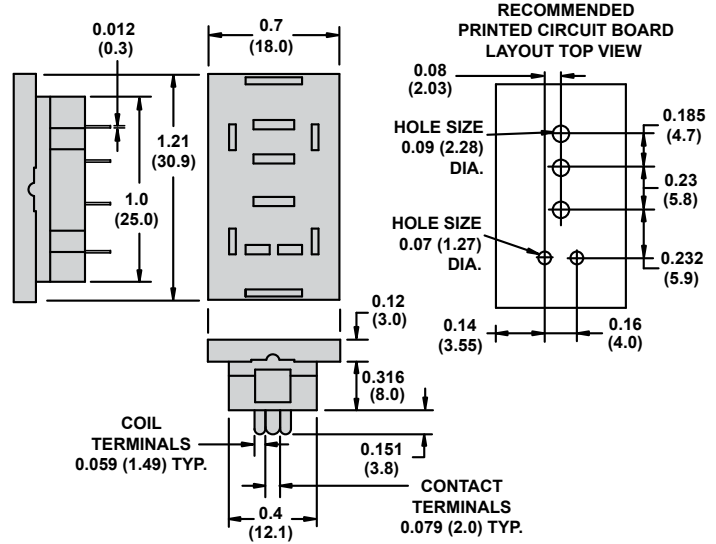 RECOMMENDED
PRINTED CIRCUIT BOARD
LAYOUT TOP VIEW
0.012
(0.3)
0.7
(18.0)
1.21
(30.9)
1.0
(25.0)
0.08
(2.03)
HOLE SIZE
0.09 (2.28)
DIA.
0.185
(4.7)
0.23
(5.8)
HOLE SIZE
0.07 (1.27)
DIA.
0.232
(5.9)
0.14
(3.55)
0.16
(4.0)
0.12
(3.0)
0.316
(8.0)
0.151
(3.8)
COIL
TERMINALS
0.059 (1.49) TYP.
CONTACT
TERMINALS
0.079 (2.0) TYP.
0.4
(12.1)